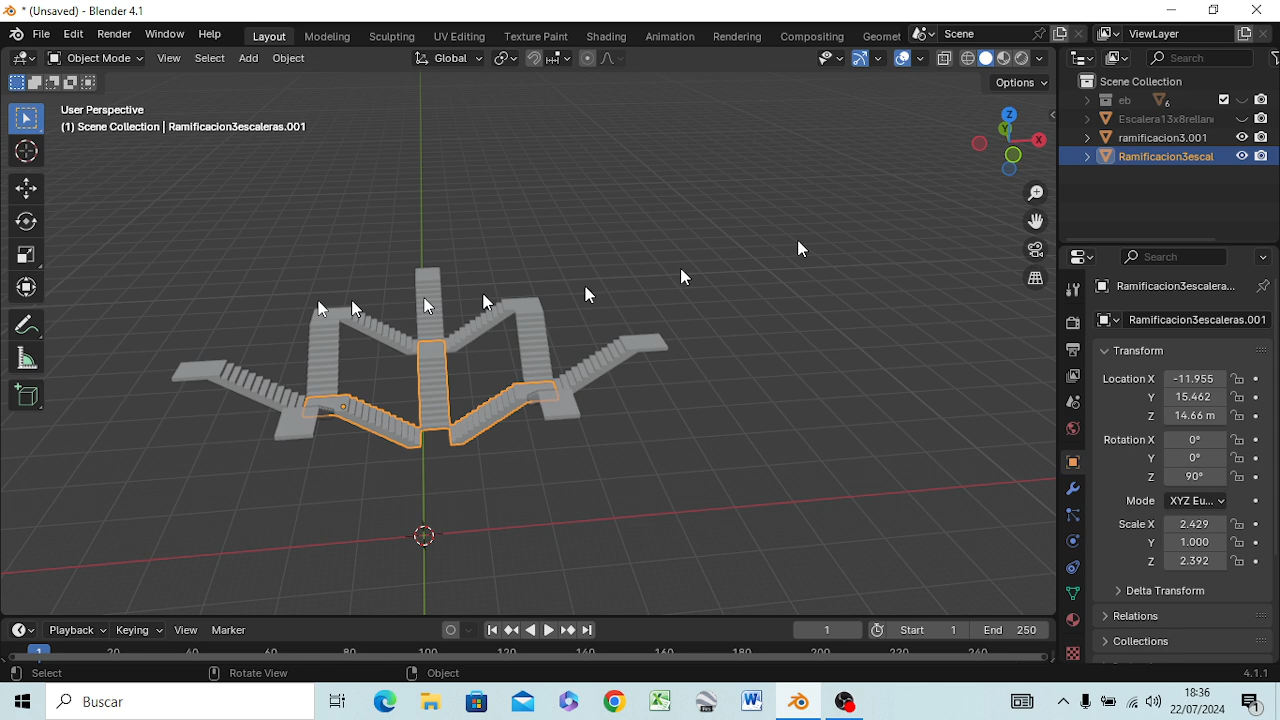 * (Unsaved) - Blender 4.1
File Edit Render Window Help Layout Modeling Sculpting UV Editing Texture Paint Shading Animation Rendering Compositing Geomet Scene ViewLayer
Object Mode View Select Add Object Global Search
Options
User Perspective
(1) Scene Collection | Ramificacion3escaleras.001
Z
Y
X
Scene Collection
eb 6
Escalera13x8rellan
ramificacion3.001
Ramificacion3escal
Search
Ramificacion3escalera...
Ramificacion3escaleras.001
Transform
Location X -11.955
Y 15.462
Z 14.66 m
Rotation X 0°
Y 0°
Z 90°
Mode XYZ Eu...
Scale X 2.429
Y 1.000
Z 2.392
Delta Transform
Relations
Collections
Playback Keying View Marker 1 Start 1 End 250
1 20 40 60 80 100 120 140 160 180 200 220 240
Select Rotate View Object 4.1.1
Buscar
18:36
22/07/2024
1